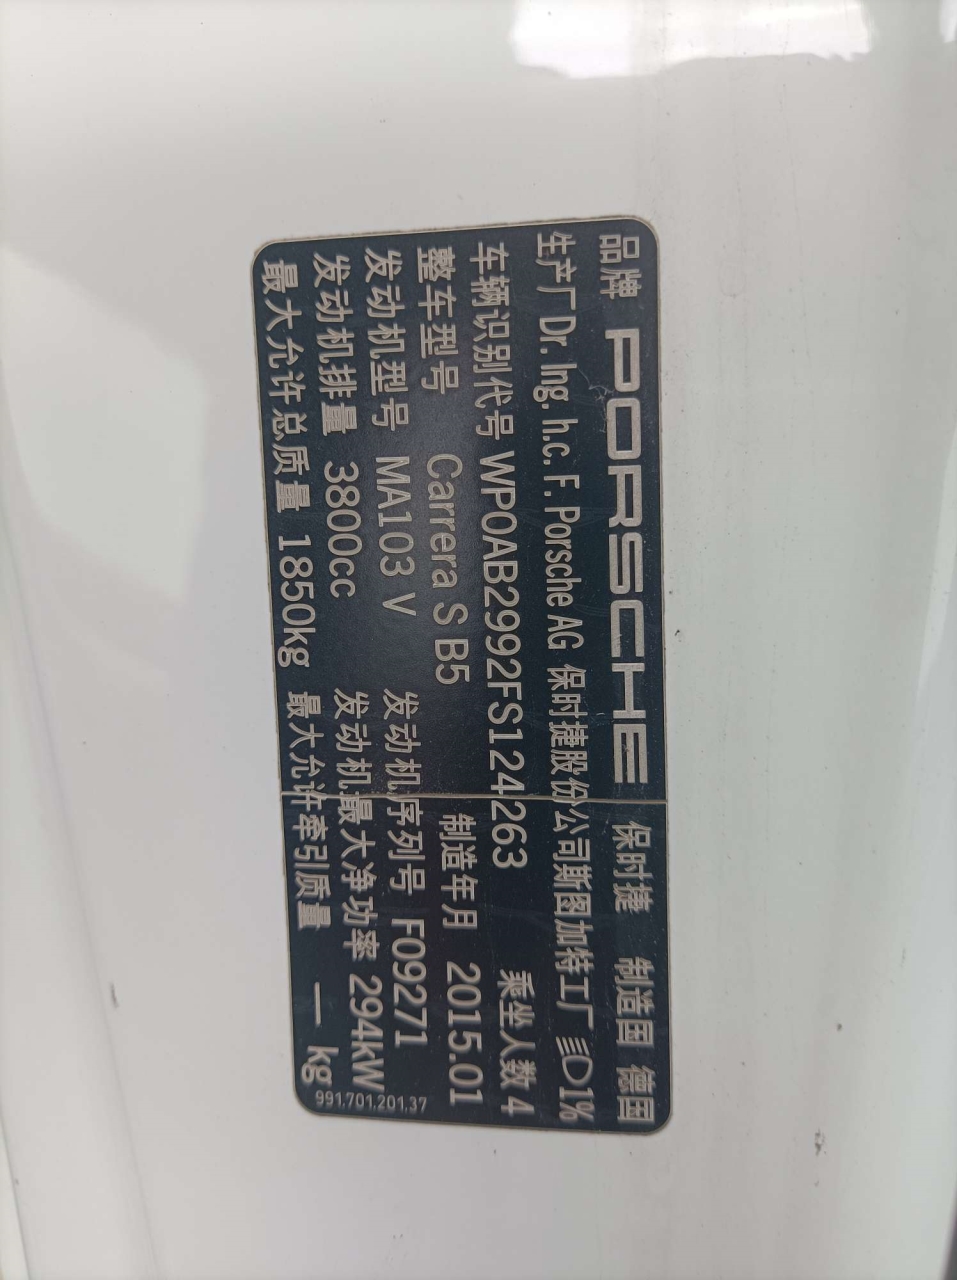 品牌 PORSCHE 保时捷 制造国 德国
生产厂 Dr. Ing. h.c. F. Porsche AG 保时捷股份公司斯图加特工厂 1%
车辆识别代号 WP0AB2992FS124263 乘坐人数 4
整车型号 Carrera S B5 制造年月 2015.01
发动机型号 MA103 V 发动机序列号 F09271
发动机排量 3800cc 发动机最大净功率 294kW
最大允许总质量 1850kg 最大允许牵引质量 — kg
991.701.201.37